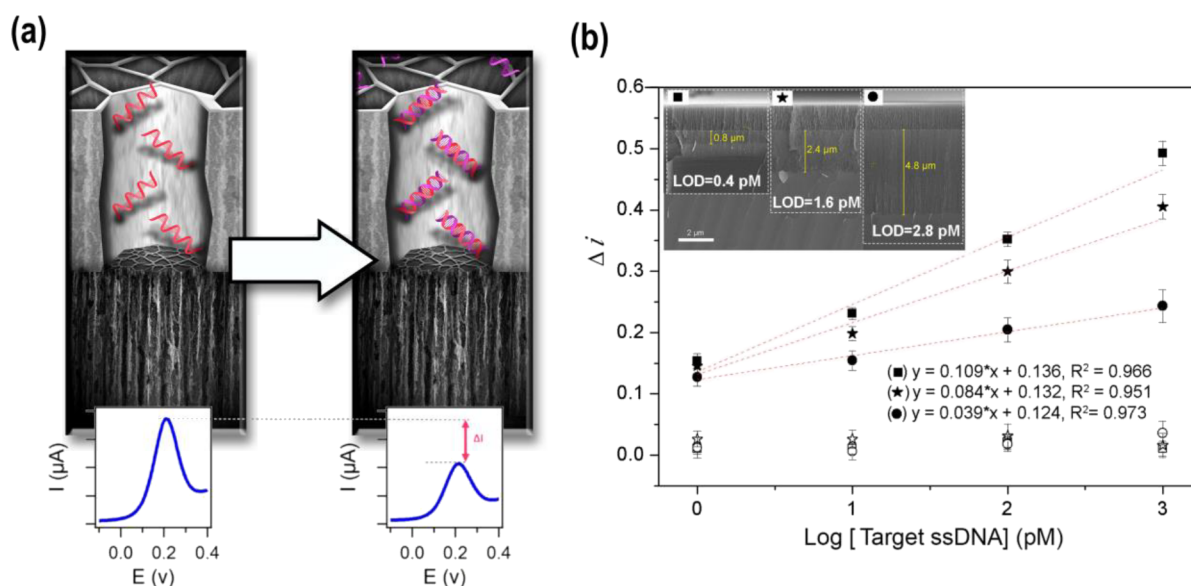 (a)
ΔI
I (μA)
0.0 0.2 0.4
E (v)
I (μA)
0.0 0.2 0.4
E (v)
(b)
0.6
0.5
0.4
0.3
0.2
0.1
0.0
Δi
0.8 μm
2.4 μm
4.8 μm
LOD=0.4 pM
LOD=1.6 pM
LOD=2.8 pM
2 μm
(■) y = 0.109*x + 0.136, R² = 0.966
(★) y = 0.084*x + 0.132, R² = 0.951
(●) y = 0.039*x + 0.124, R²= 0.973
0 1 2 3
Log [Target ssDNA] (pM)